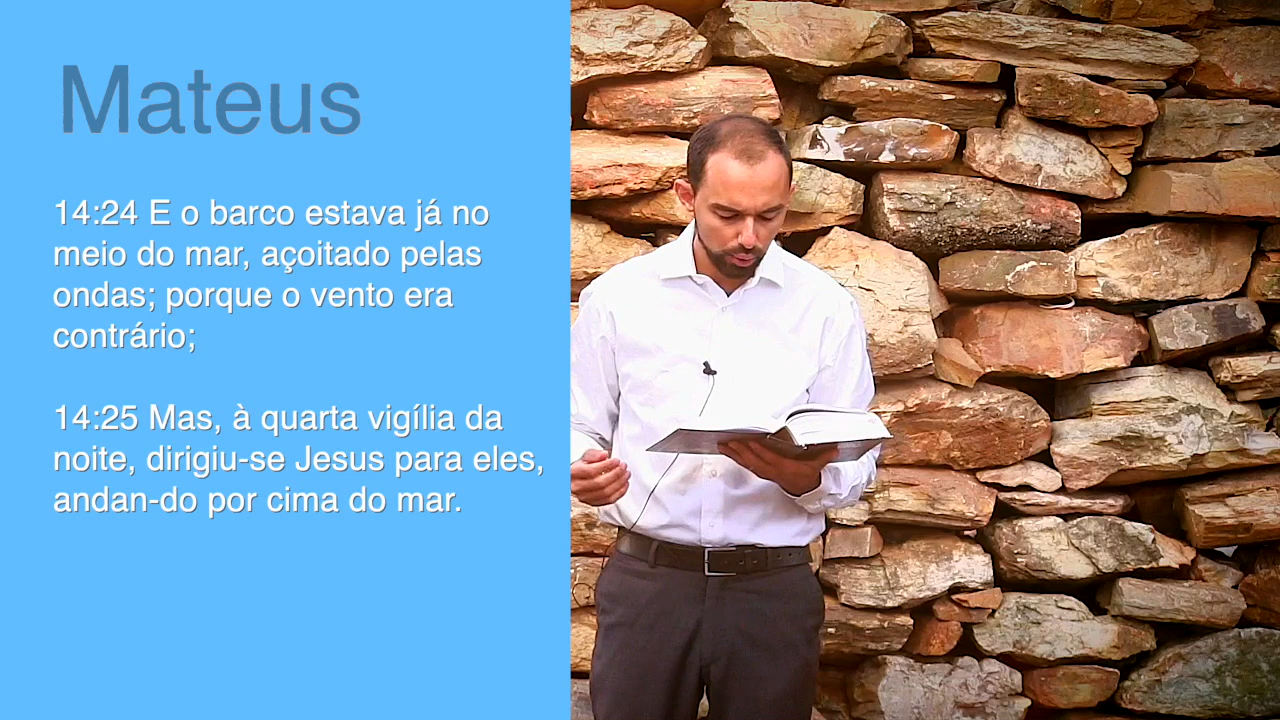 Mateus
14:24 E o barco estava já no
meio do mar, açoitado pelas
ondas; porque o vento era
contrário;
14:25 Mas, à quarta vigília da
noite, dirigiu-se Jesus para eles,
andan-do por cima do mar.